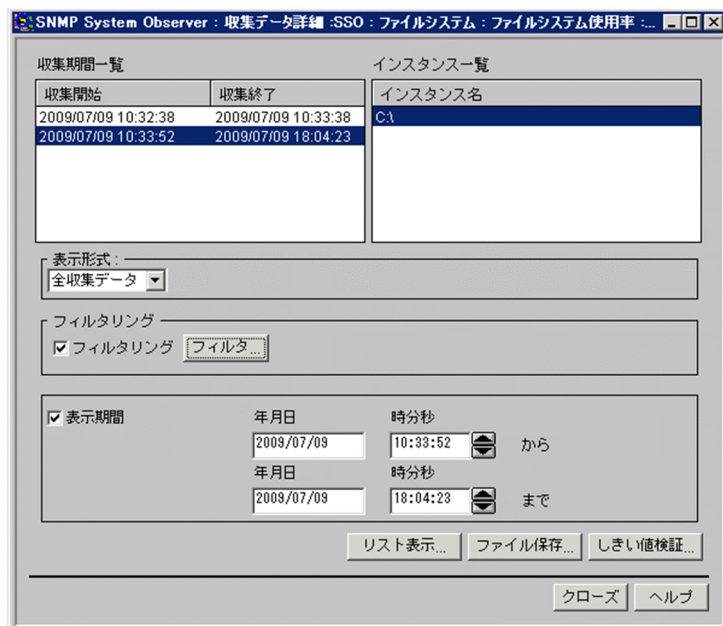 SNMP System Observer : 収集データ詳細 :SSO : ファイルシステム : ファイルシステム使用率 :...
収集期間一覧
収集開始 収集終了
2009/07/09 10:32:38 2009/07/09 10:33:38
2009/07/09 10:33:52 2009/07/09 18:04:23
インスタンス一覧
インスタンス名
C:\
表示形式 :
全収集データ
フィルタリング
フィルタリング フィルタ...
表示期間 年月日 時分秒
2009/07/09 10:33:52 から
年月日 時分秒
2009/07/09 18:04:23 まで
リスト表示... ファイル保存... しきい値検証...
クローズ ヘルプ